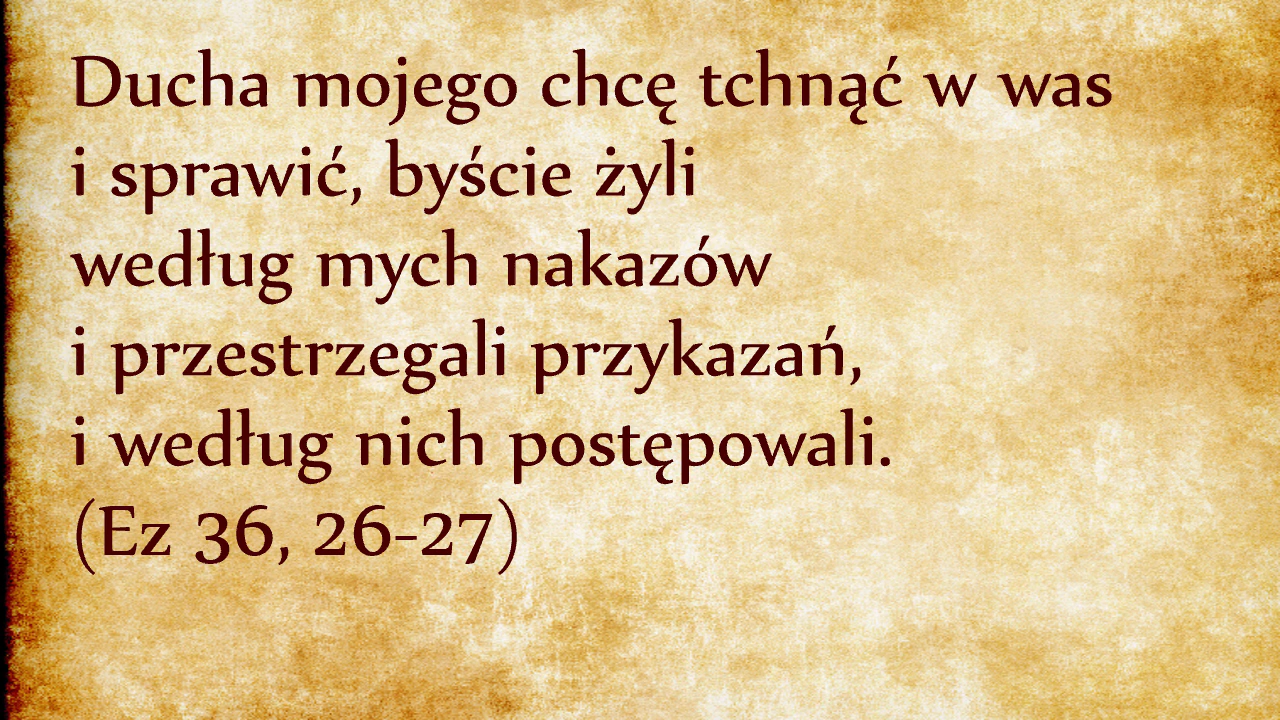 Ducha mojego chcę tchnąć w was
i sprawić, byście żyli
według mych nakazów
i przestrzegali przykazań,
i według nich postępowali.
(Ez 36, 26-27)